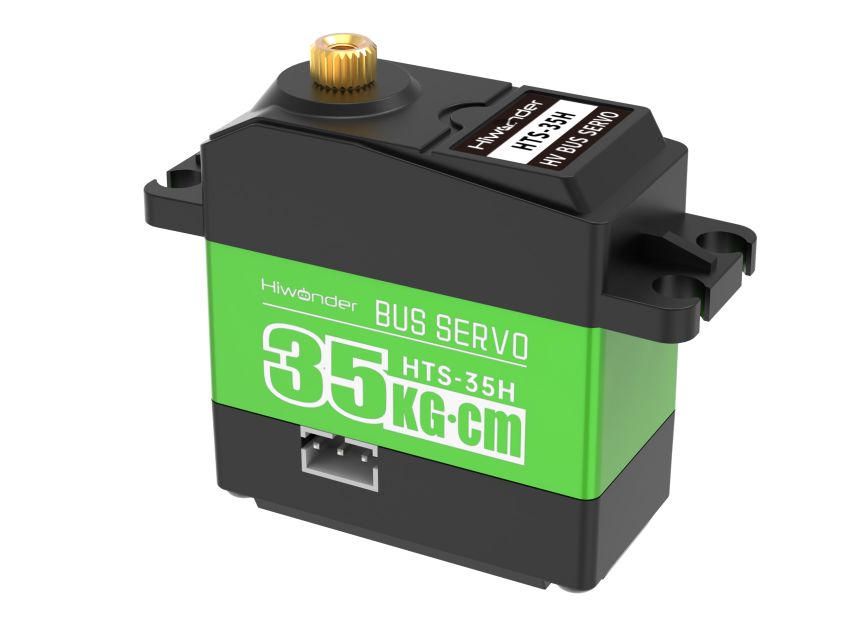 Hiwonder
HTS-35H
HV BUS SERVO
Hiwonder
BUS SERVO
35
HTS-35H
KG·cm